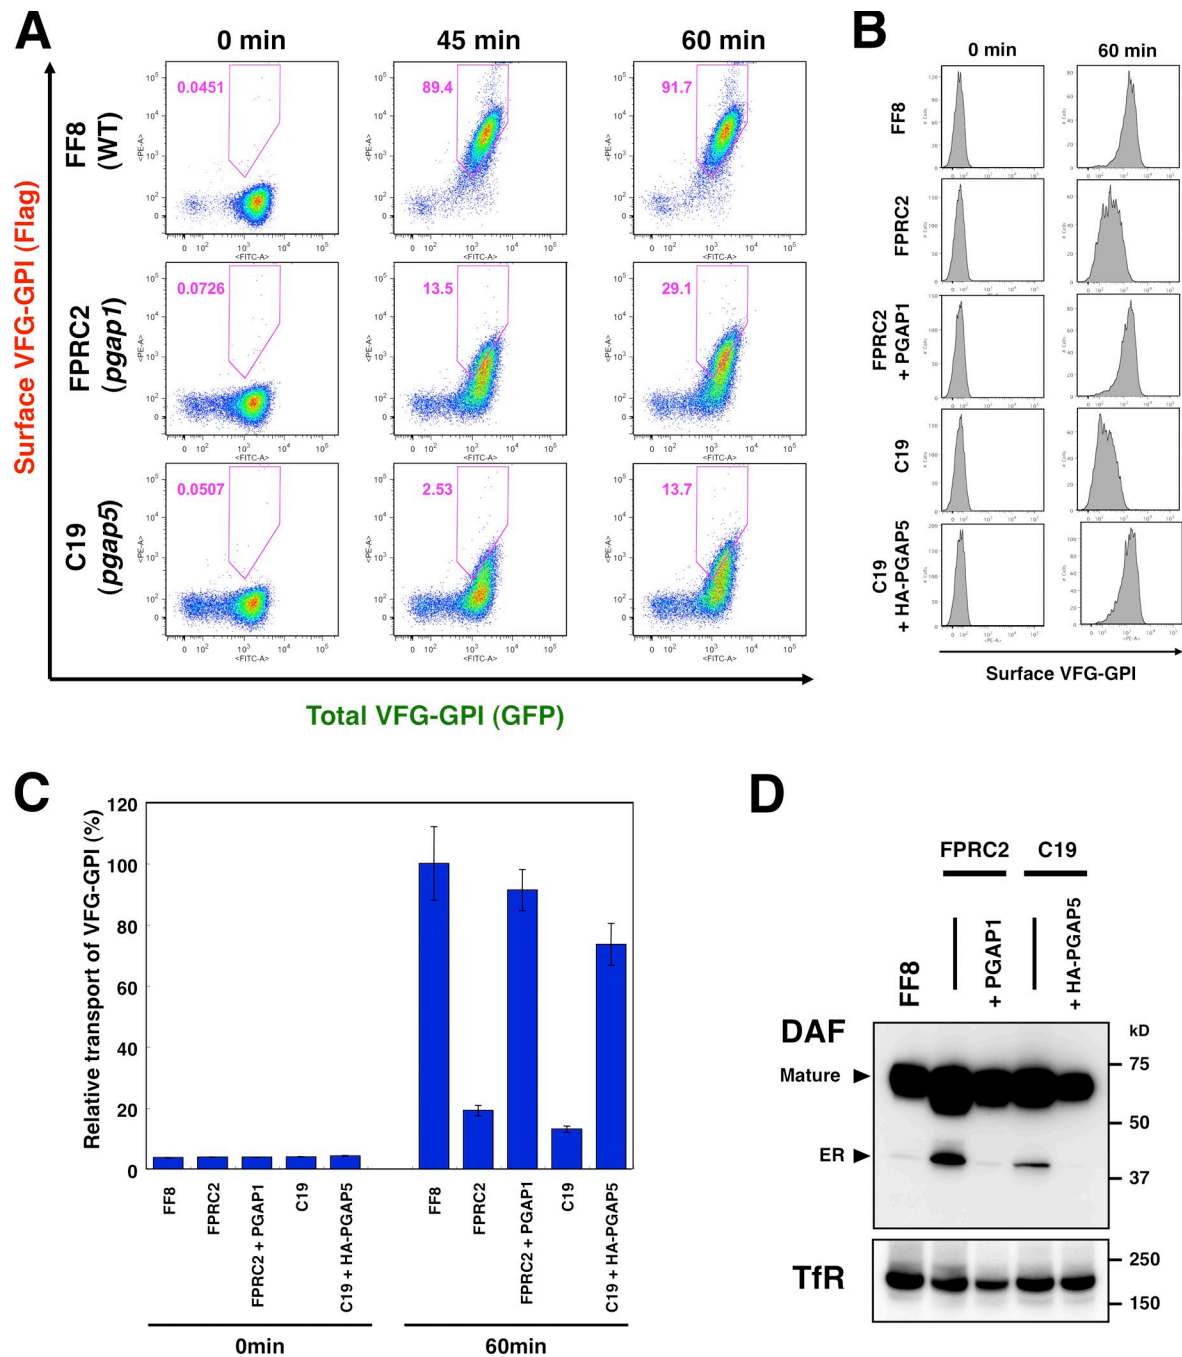 A
0 min
45 min
60 min
FF8
(WT)
0.0451
89.4
91.7
FPRC2
(pgap1)
0.0726
13.5
29.1
C19
(pgap5)
0.0507
2.53
13.7
<PE-A>
<FITC-A>
Surface VFG-GPI (Flag)
Total VFG-GPI (GFP)
B
0 min
60 min
FF8
FPRC2
FPRC2
+ PGAP1
C19
C19
+ HA-PGAP5
Surface VFG-GPI
C
Relative transport of VFG-GPI (%)
120
100
80
60
40
20
0
FF8
FPRC2
FPRC2 + PGAP1
C19
C19 + HA-PGAP5
FF8
FPRC2
FPRC2 + PGAP1
C19
C19 + HA-PGAP5
0min
60min
D
FPRC2
C19
FF8
+ PGAP1
+ HA-PGAP5
DAF
kD
Mature
75
50
ER
37
TfR
250
150